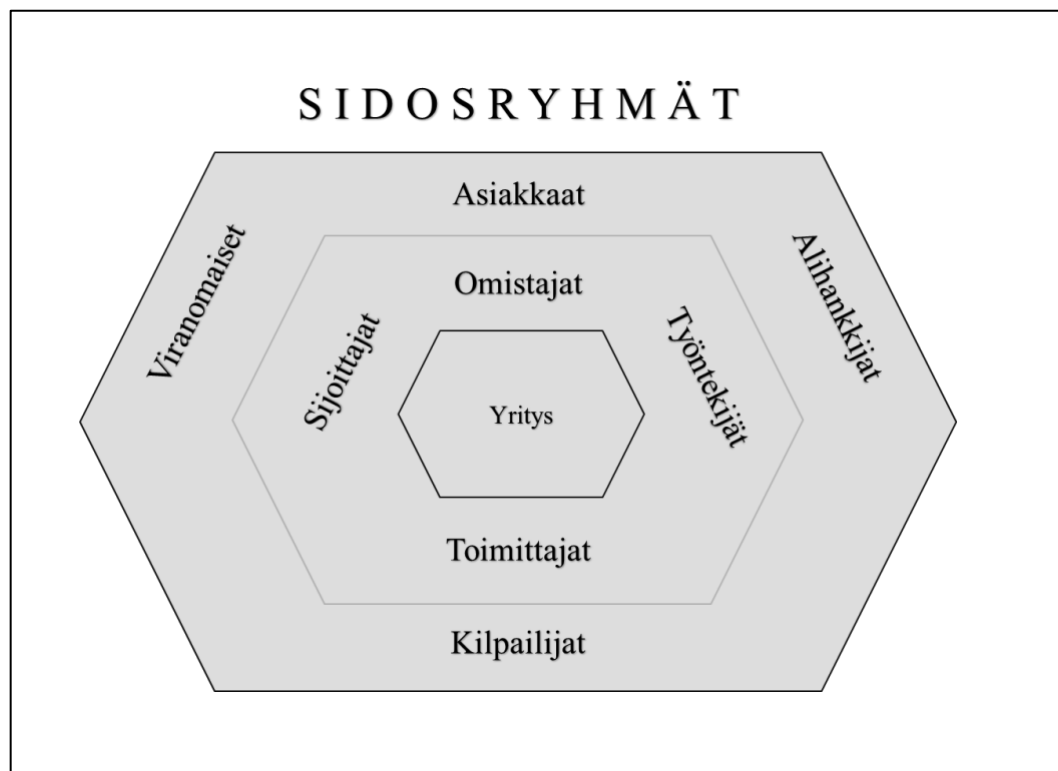 SIDOSRYHMÄT
Asiakkaat
Viranomaiset
Alihankkijat
Omistajat
Sijoittajat
Työntekijät
Yritys
Toimittajat
Kilpailijat